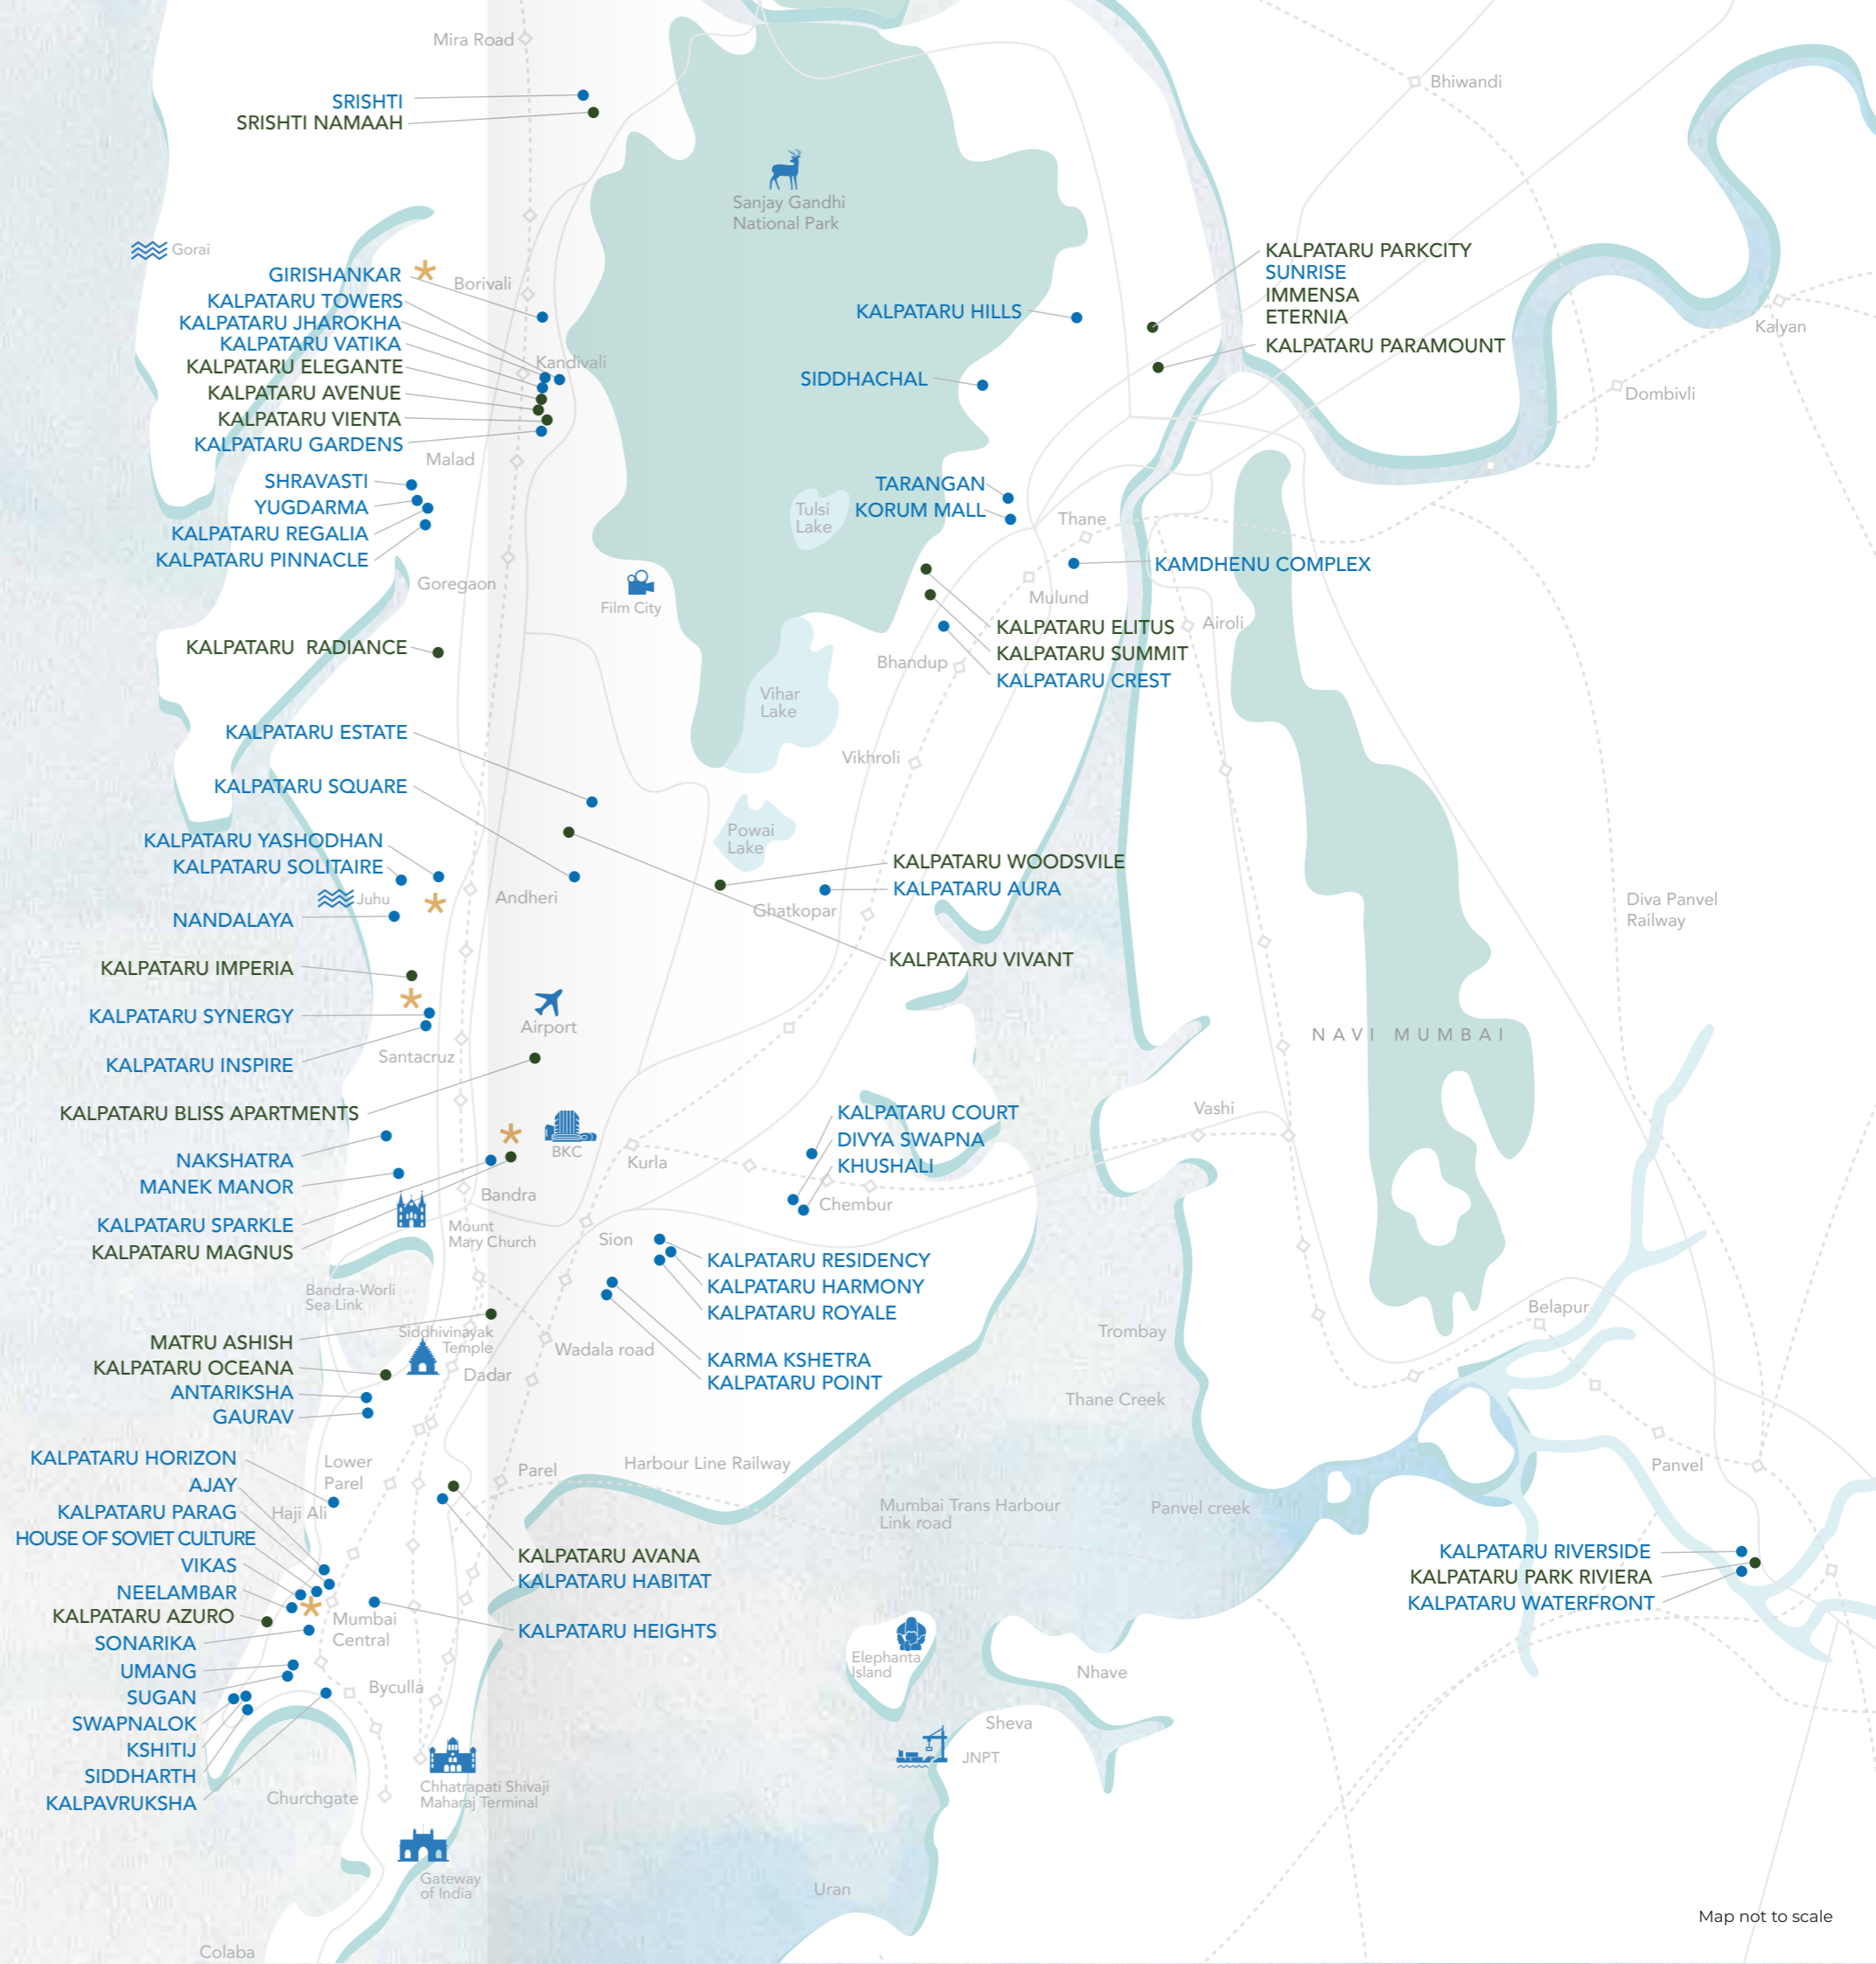 Mira Road
SRISHTI
SRISHTI NAMAAH
Bhiwandi
Sanjay Gandhi
National Park
Gorai
GIRISHANKAR
Borivali
KALPATARU TOWERS
KALPATARU JHAROKHA
KALPATARU VATIKA
Kandivali
KALPATARU ELEGANTE
KALPATARU AVENUE
KALPATARU VIENTA
KALPATARU GARDENS
KALPATARU HILLS
SIDDHACHAL
KALPATARU PARKCITY
SUNRISE
IMMENSA
ETERNIA
KALPATARU PARAMOUNT
Kalyan
Dombivli
Malad
SHRAVASTI
YUGDARMA
KALPATARU REGALIA
KALPATARU PINNACLE
Goregaon
Film City
Tulsi
Lake
TARANGAN
KORUM MALL
Thane
KAMDHENU COMPLEX
Mulund
Airoli
KALPATARU ELITUS
KALPATARU SUMMIT
KALPATARU CREST
Bhandup
KALPATARU RADIANCE
Vihar
Lake
KALPATARU ESTATE
Vikhroli
KALPATARU SQUARE
Powai
Lake
KALPATARU YASHODHAN
KALPATARU SOLITAIRE
Juhu
NANDALAYA
Andheri
KALPATARU WOODSVILE
KALPATARU AURA
Ghatkopar
KALPATARU VIVANT
Diva Panvel
Railway
KALPATARU IMPERIA
KALPATARU SYNERGY
Airport
KALPATARU INSPIRE
Santacruz
NAVI MUMBAI
KALPATARU BLISS APARTMENTS
BKC
Kurla
KALPATARU COURT
DIVYA SWAPNA
KHUSHALI
Chembur
Vashi
NAKSHATRA
MANEK MANOR
Bandra
KALPATARU SPARKLE
KALPATARU MAGNUS
Mount
Mary Church
Sion
KALPATARU RESIDENCY
KALPATARU HARMONY
KALPATARU ROYALE
Bandra-Worli
Sea Link
Siddhivinayak
Temple
MATRU ASHISH
KALPATARU OCEANA
ANTARIKSHA
GAURAV
Dadar
Wadala road
KARMA KSHETRA
KALPATARU POINT
Trombay
Belapur
Thane Creek
KALPATARU HORIZON
AJAY
KALPATARU PARAG
HOUSE OF SOVIET CULTURE
VIKAS
NEELAMBAR
KALPATARU AZURO
SONARIKA
UMANG
SUGAN
SWAPNALOK
KSHITIJ
SIDDHARTH
KALPAVRUKSHA
Lower
Parel
Haji Ali
Parel
Harbour Line Railway
Mumbai Trans Harbour
Link road
Panvel creek
Panvel
KALPATARU AVANA
KALPATARU HABITAT
KALPATARU HEIGHTS
Mumbai
Central
Byculla
KALPATARU RIVERSIDE
KALPATARU PARK RIVIERA
KALPATARU WATERFRONT
Elephanta
Island
Nhave
Sheva
JNPT
Churchgate
Chhatrapati Shivaji
Maharaj Terminal
Gateway
of India
Uran
Colaba
Map not to scale